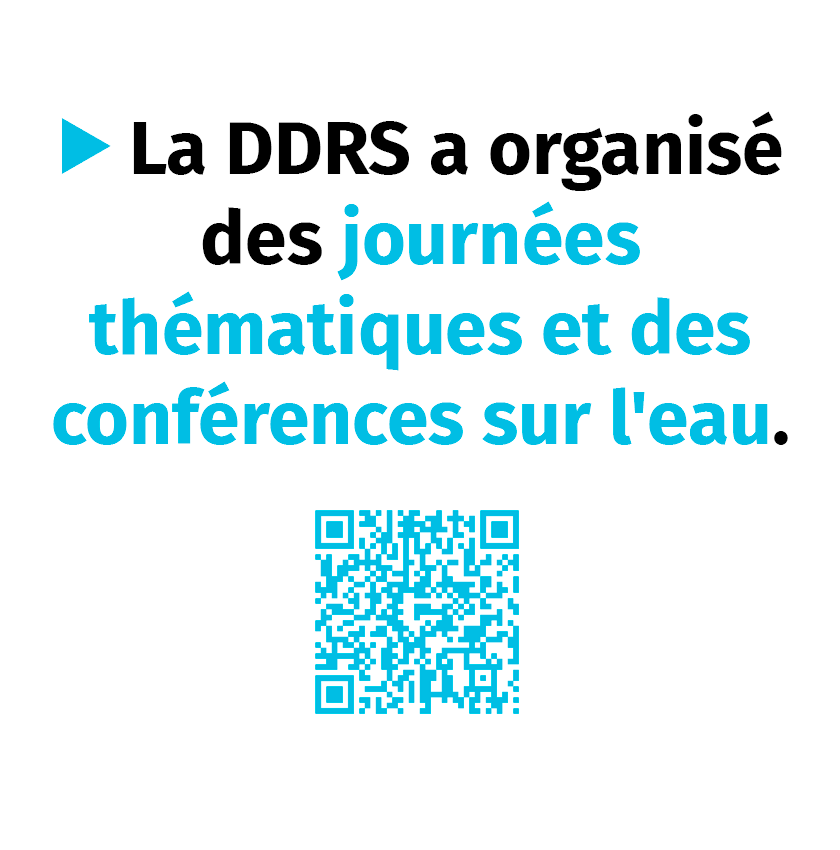 ▶ La DDRS a organisé
des journées
thématiques et des
conférences sur l'eau.